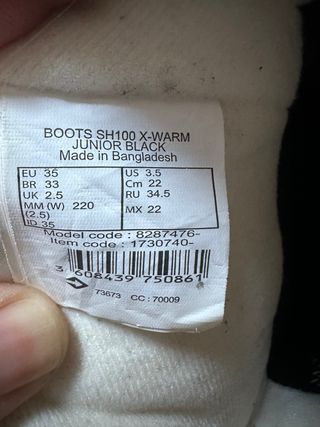 BOOTS SH100 X-WARM
JUNIOR BLACK
Made in Bangladesh
EU 35 US 3.5
BR 33 Cm 22
UK 2.5 RU 34.5
MM (W) 220 MX 22
(2.5)
ID 35
Model code : 8287476-
Item code : 1730740-
3 608439 750861
73673 CC : 70009